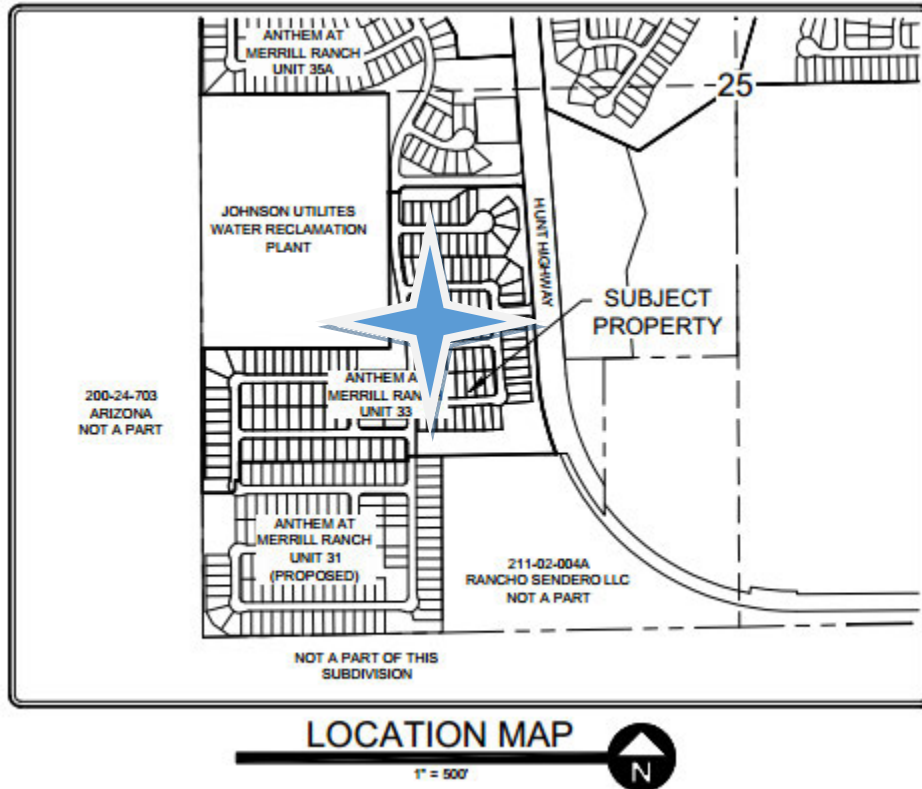 ANTHEM AT
MERRILL RANCH
UNIT 35A
25
JOHNSON UTILITES
WATER RECLAMATION
PLANT
HUNT HIGHWAY
SUBJECT
PROPERTY
200-24-703
ARIZONA
NOT A PART
ANTHEM A
MERRILL RAN
UNIT 33
ANTHEM AT
MERRILL RANCH
UNIT 31
(PROPOSED)
211-02-004A
RANCHO SENDERO LLC
NOT A PART
NOT A PART OF THIS
SUBDIVISION
LOCATION MAP
1" = 500'
N